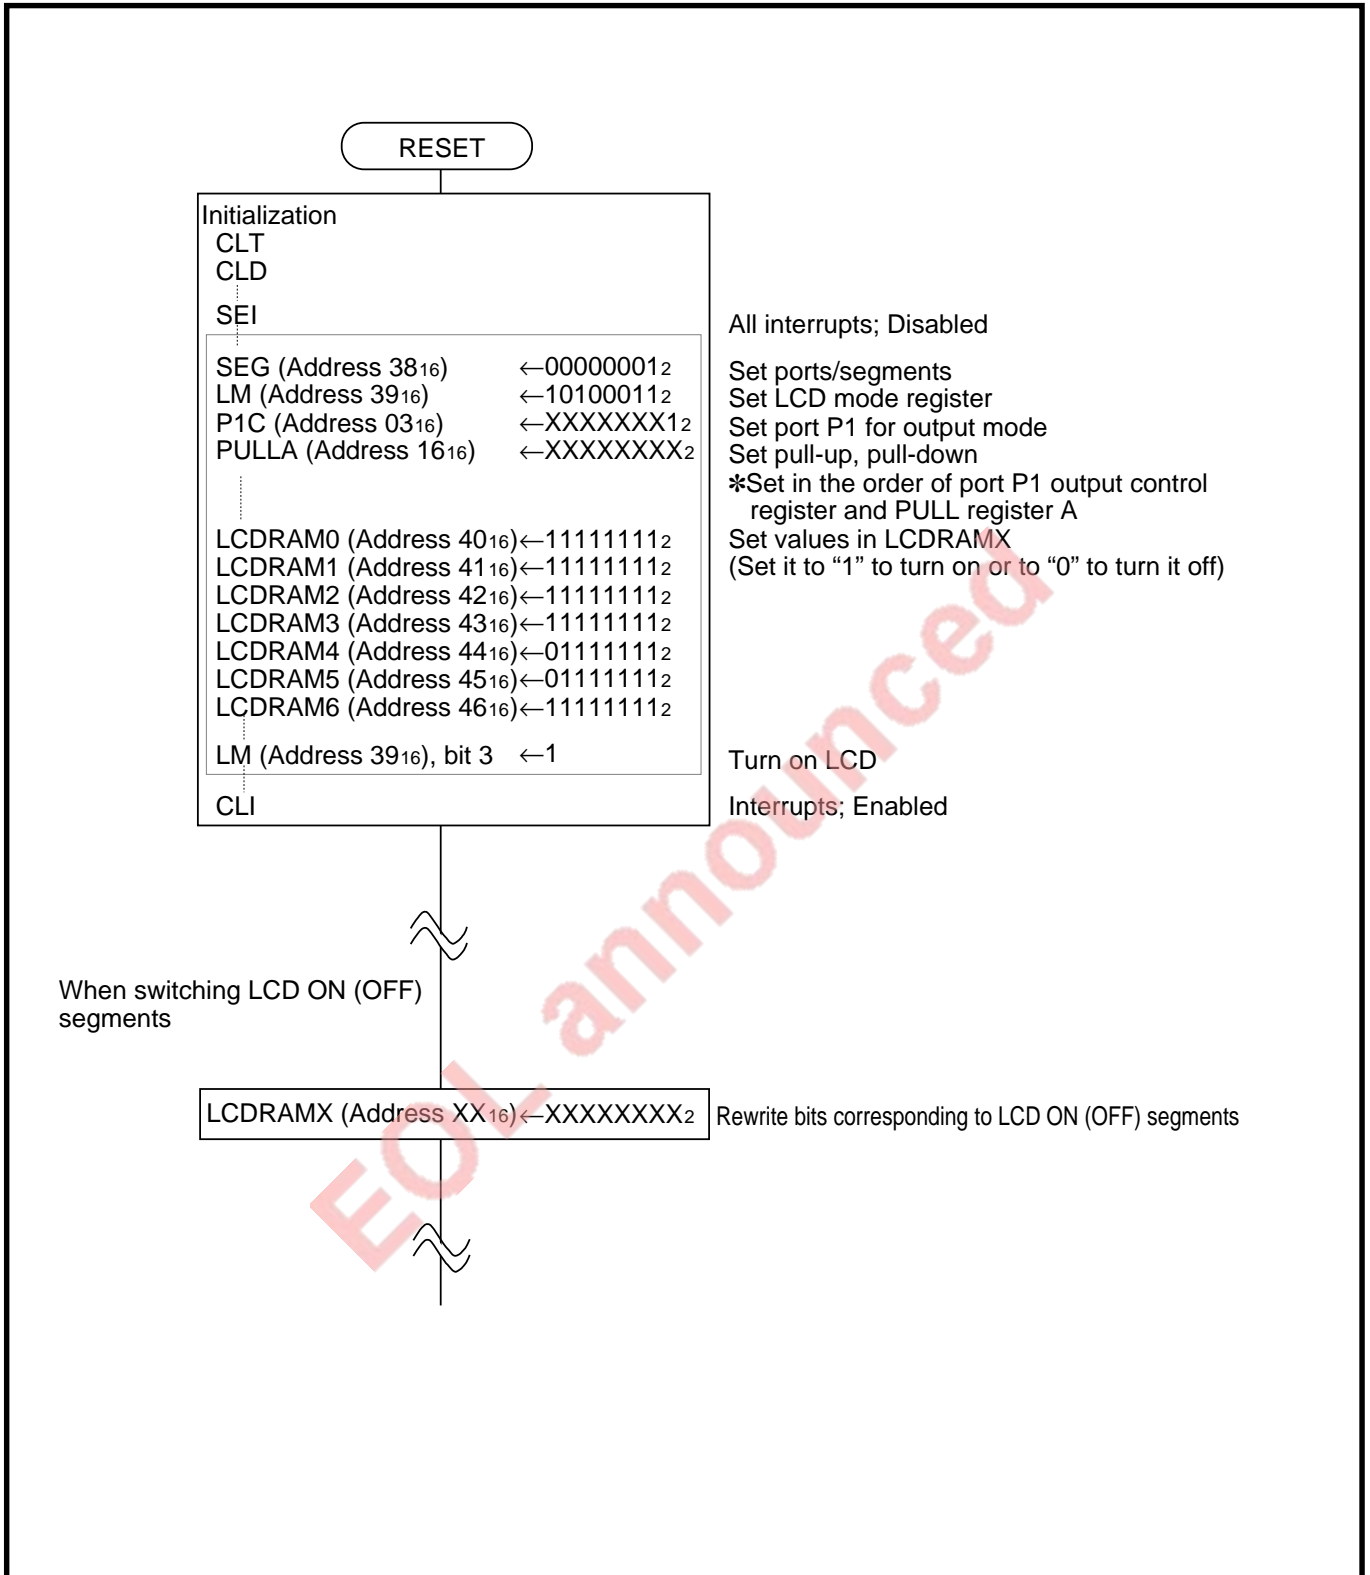 RESET
Initialization
CLT
CLD
SEI
All interrupts; Disabled
SEG (Address 3816) ←000000012 Set ports/segments
LM (Address 3916) ←101000112 Set LCD mode register
P1C (Address 0316) ←XXXXXXX12 Set port P1 for output mode
PULLA (Address 1616) ←XXXXXXXX2 Set pull-up, pull-down
✽Set in the order of port P1 output control
register and PULL register A
LCDRAM0 (Address 4016)←111111112 Set values in LCDRAMX
LCDRAM1 (Address 4116)←111111112 (Set it to “1” to turn on or to “0” to turn it off)
LCDRAM2 (Address 4216)←111111112
LCDRAM3 (Address 4316)←111111112
LCDRAM4 (Address 4416)←011111112
LCDRAM5 (Address 4516)←011111112
LCDRAM6 (Address 4616)←111111112
LM (Address 3916), bit 3 ←1 Turn on LCD
CLI Interrupts; Enabled
When switching LCD ON (OFF)
segments
LCDRAMX (Address XX16)←XXXXXXXX2 Rewrite bits corresponding to LCD ON (OFF) segments
EOL announced